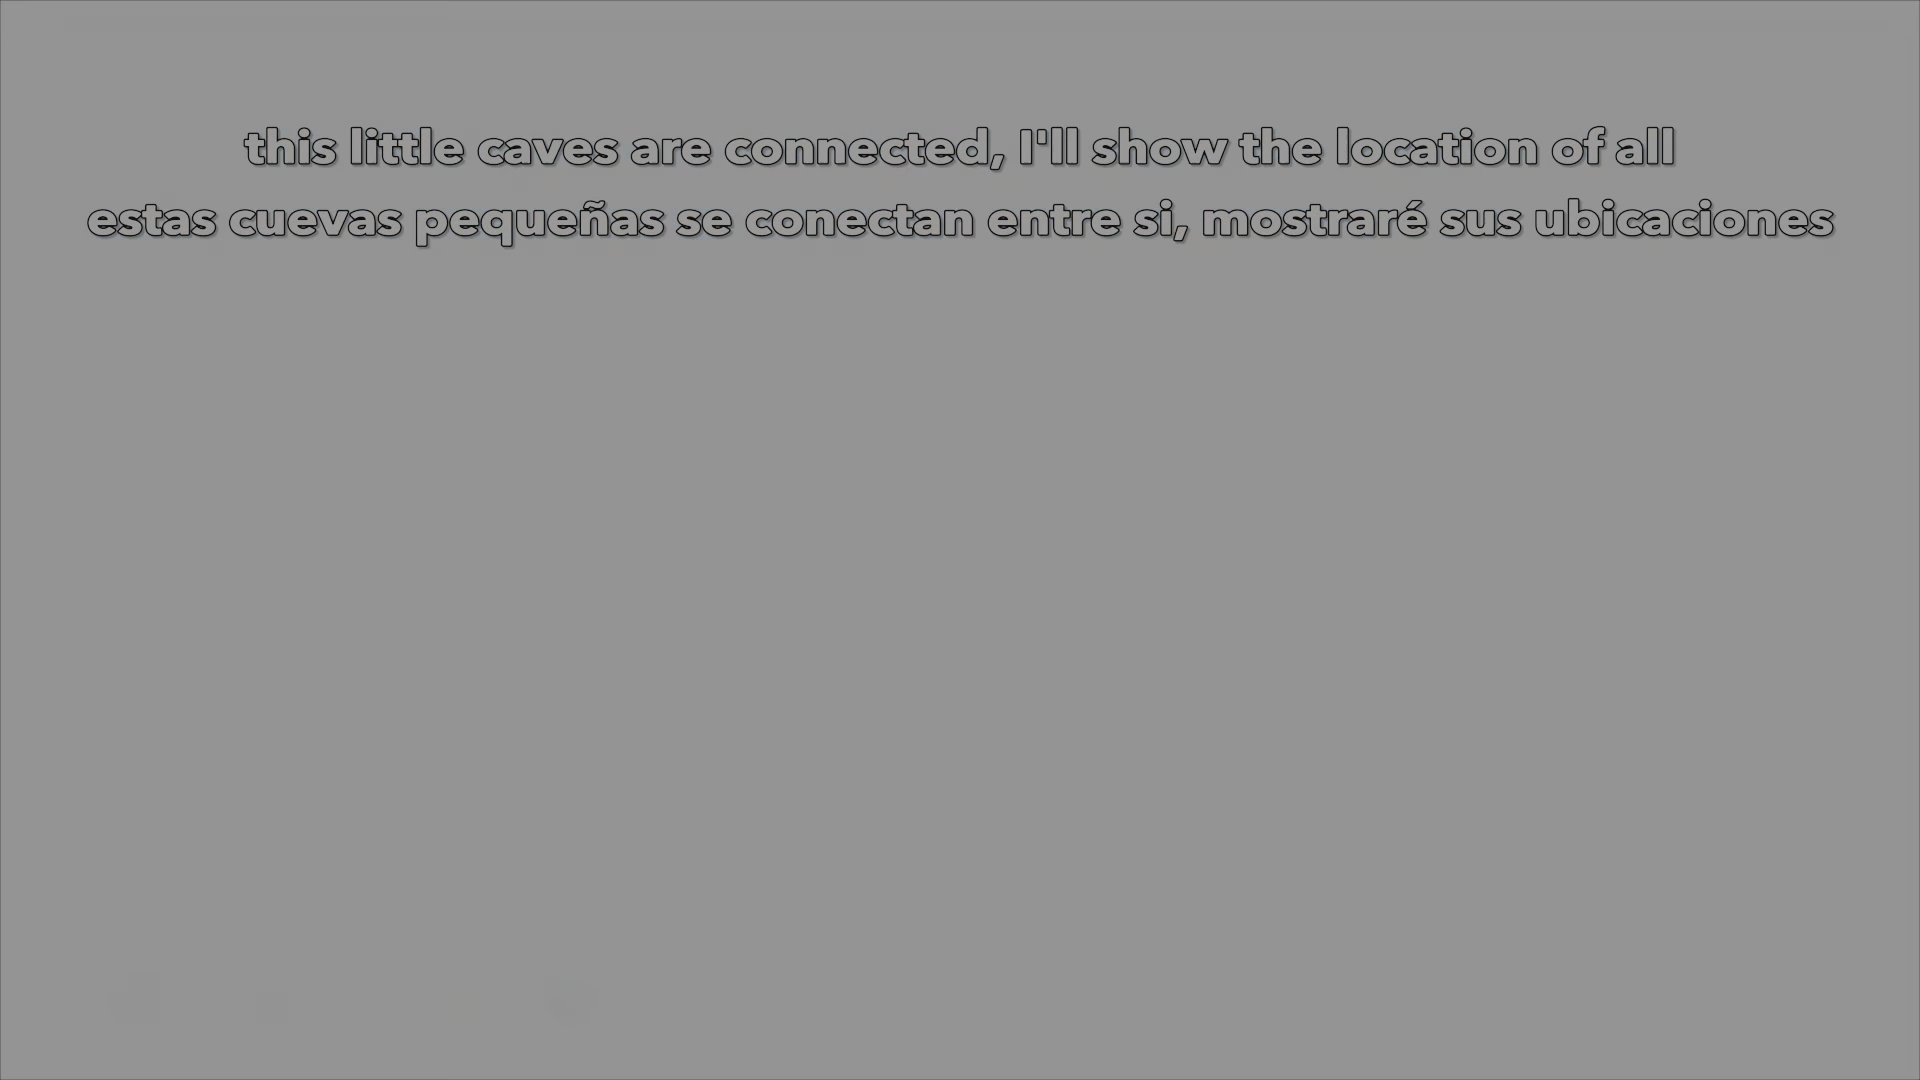 this little caves are connected, I'll show the location of all
estas cuevas pequeñas se conectan entre si, mostraré sus ubicaciones